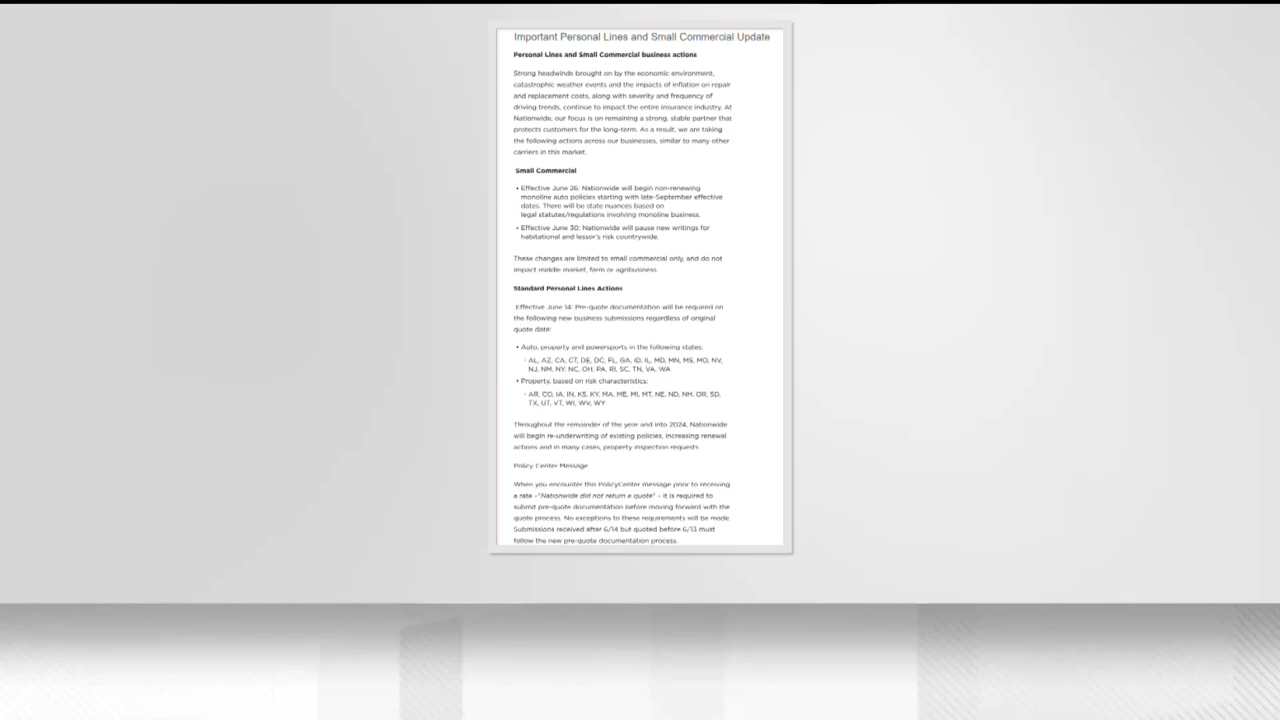 Important Personal Lines and Small Commercial Update
Personal Lines and Small Commercial business actions
Strong headwinds brought on by the economic environment,
catastrophic weather events and the impacts of inflation on repair
and replacement costs, along with severity and frequency of
driving trends, continue to impact the entire insurance industry. At
Nationwide, our focus is on remaining a strong, stable partner that
protects customers for the long-term. As a result, we are taking
the following actions across our businesses, similar to many other
carriers in this market.
Small Commercial
• Effective June 26: Nationwide will begin non-renewing
monoline auto policies starting with late-September effective
dates. There will be state nuances based on
legal statutes/regulations involving monoline business.
• Effective June 30: Nationwide will pause new writings for
habitational and lessor's risk countrywide.
These changes are limited to small commercial only, and do not
impact middle market, farm or agribusiness.
Standard Personal Lines Actions
Effective June 14: Pre-quote documentation will be required on
the following new business submissions regardless of original
quote date:
• Auto, property and powersports in the following states:
- AL, AZ, CA, CT, DE, DC, FL, GA, ID, IL, MD, MN, MS, MO, NV,
NJ, NM, NY, NC, OH, PA, RI, SC, TN, VA, WA
• Property, based on risk characteristics:
- AR, CO, IA, IN, KS, KY, MA, ME, MI, MT, NE, ND, NH, OR, SD,
TX, UT, VT, WI, WV, WY
Throughout the remainder of the year and into 2024, Nationwide
will begin re-underwriting of existing policies, increasing renewal
actions and in many cases, property inspection requests.
Policy Center Message
When you encounter this PolicyCenter message prior to receiving
a rate -"Nationwide did not return a quote" - it is required to
submit pre-quote documentation before moving forward with the
quote process. No exceptions to these requirements will be made.
Submissions received after 6/14 but quoted before 6/13 must
follow the new pre-quote documentation process.